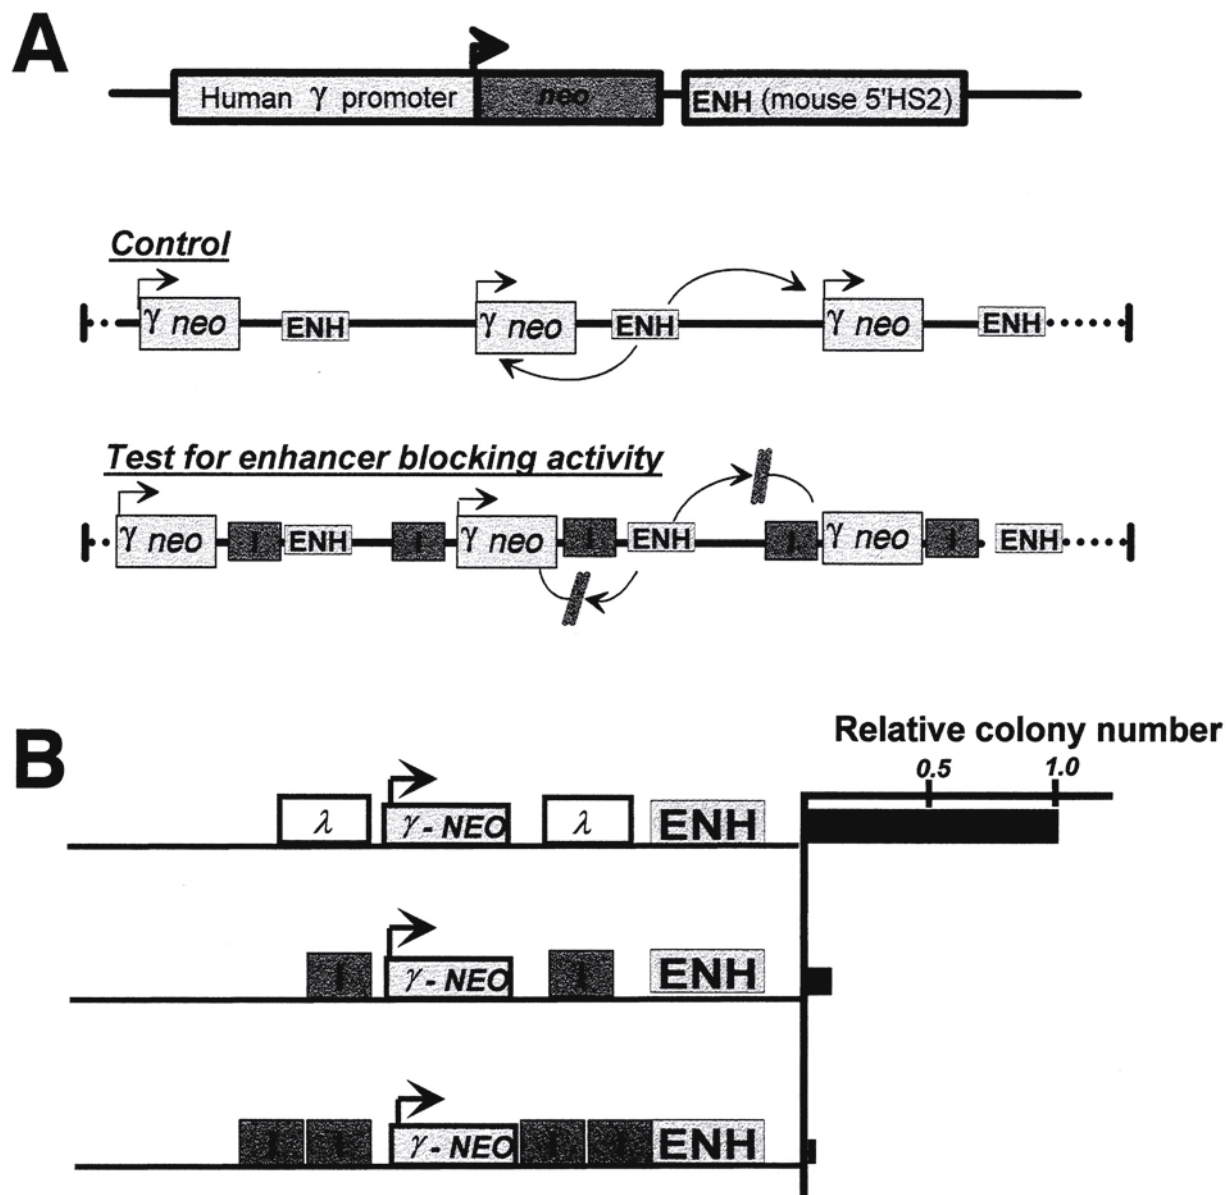 A
Human γ promoter neo ENH (mouse 5'HS2)
Control
γ neo ENH γ neo ENH γ neo ENH
Test for enhancer blocking activity
γ neo I ENH I γ neo I ENH I γ neo I ENH
B
Relative colony number
0.5 1.0
λ γ - NEO λ ENH
I γ - NEO I ENH
I I γ - NEO I I ENH